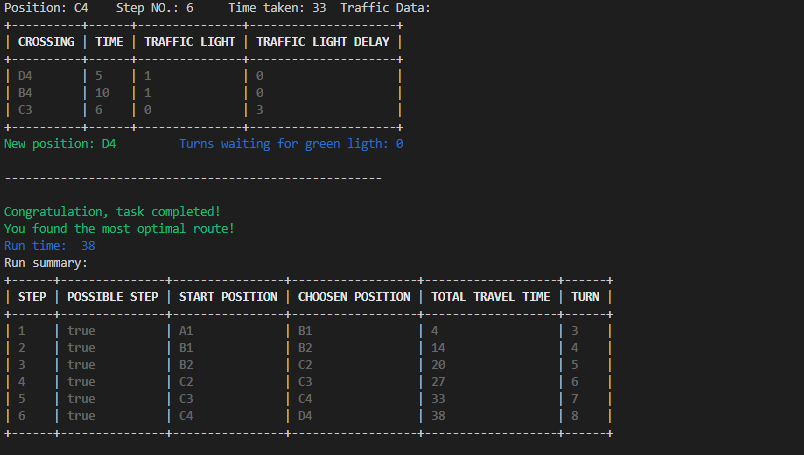 Position: C4    Step NO.: 6     Time taken: 33  Traffic Data:
+----------+------+---------------+---------------------+
| CROSSING | TIME | TRAFFIC LIGHT | TRAFFIC LIGHT DELAY |
+----------+------+---------------+---------------------+
| D4       | 5    | 1             | 0                   |
| B4       | 10   | 1             | 0                   |
| C3       | 6    | 0             | 3                   |
+----------+------+---------------+---------------------+
New position: D4         Turns waiting for green ligth: 0
------------------------------------------------------
Congratulation, task completed!
You found the most optimal route!
Run time:  38
Run summary:
+------+---------------+----------------+------------------+-------------------+------+
| STEP | POSSIBLE STEP | START POSITION | CHOOSEN POSITION | TOTAL TRAVEL TIME | TURN |
+------+---------------+----------------+------------------+-------------------+------+
| 1    | true          | A1             | B1               | 4                 | 3    |
| 2    | true          | B1             | B2               | 14                | 4    |
| 3    | true          | B2             | C2               | 20                | 5    |
| 4    | true          | C2             | C3               | 27                | 6    |
| 5    | true          | C3             | C4               | 33                | 7    |
| 6    | true          | C4             | D4               | 38                | 8    |
+------+---------------+----------------+------------------+-------------------+------+